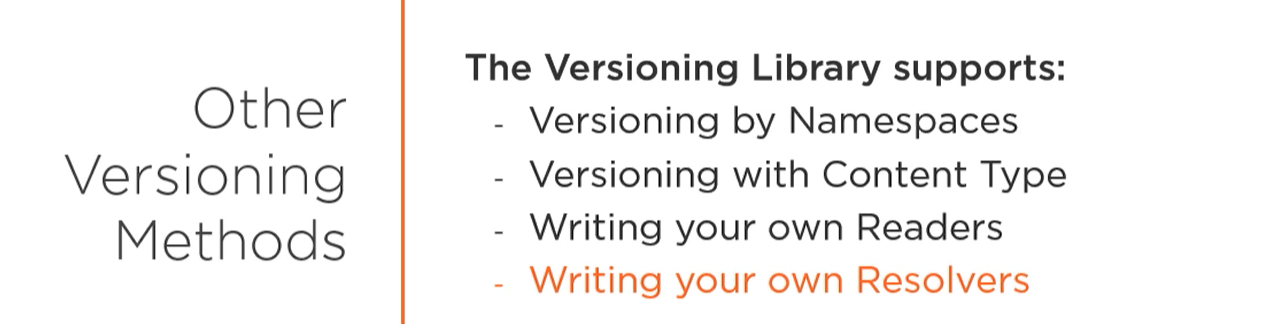 Other
Versioning
Methods
The Versioning Library supports:
- Versioning by Namespaces
- Versioning with Content Type
- Writing your own Readers
- Writing your own Resolvers